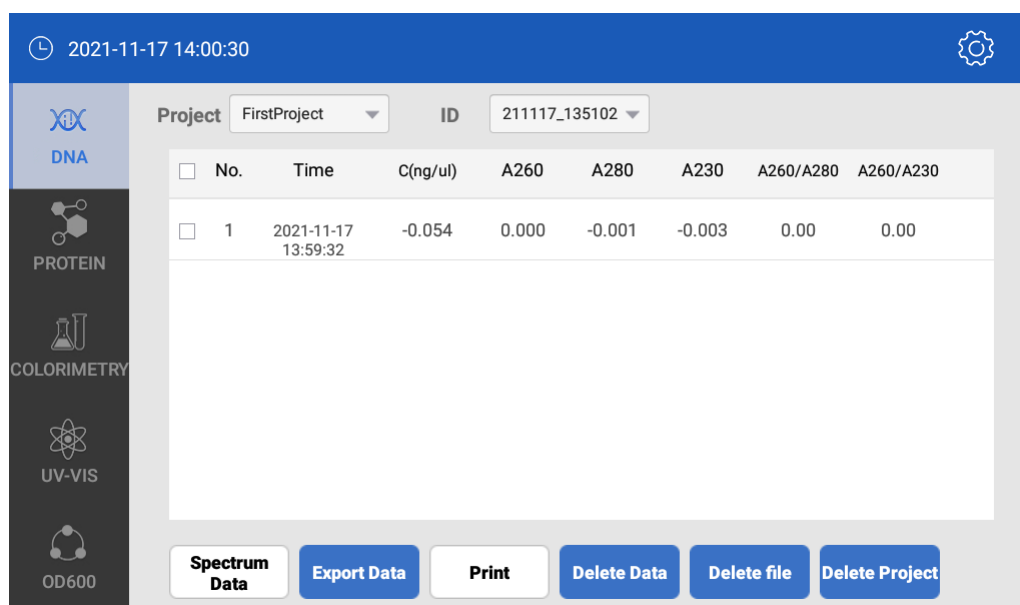 2021-11-17 14:00:30
DNA
PROTEIN
COLORIMETRY
UV-VIS
OD600
Project FirstProject ID 211117_135102
No. Time C(ng/ul) A260 A280 A230 A260/A280 A260/A230
1 2021-11-17 -0.054 0.000 -0.001 -0.003 0.00 0.00
13:59:32
Spectrum
Data
Export Data
Print
Delete Data
Delete file
Delete Project